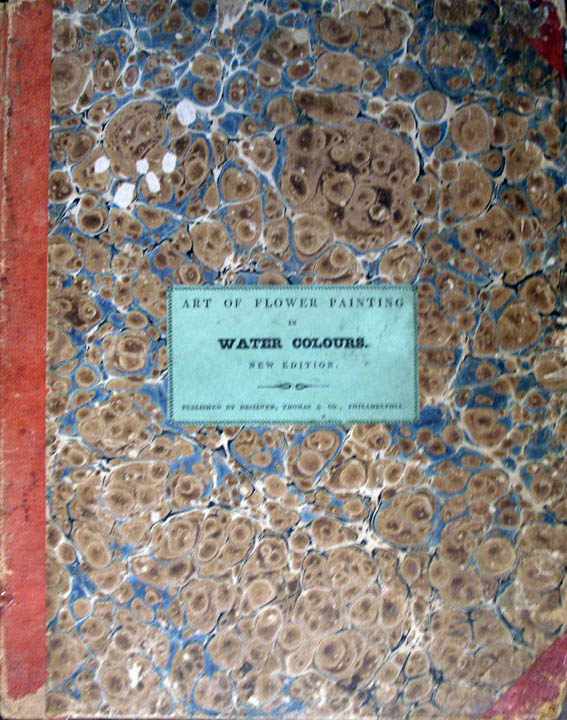 ART OF FLOWER PAINTING
IN
WATER COLOURS.
NEW EDITION.
PUBLISHED BY DESILVER, THOMAS & CO., PHILADELPHIA.